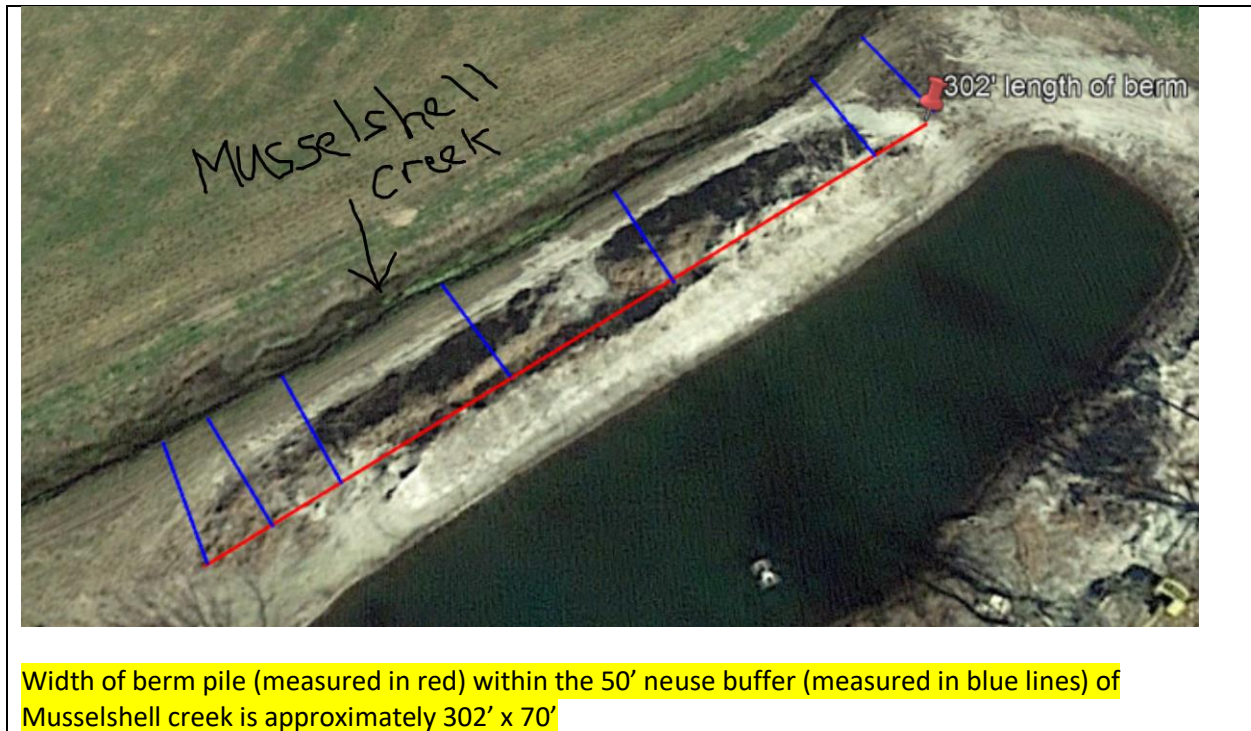 Musselshell
creek
302' length of berm
Width of berm pile (measured in red) within the 50’ neuse buffer (measured in blue lines) of
Musselshell creek is approximately 302’ x 70’